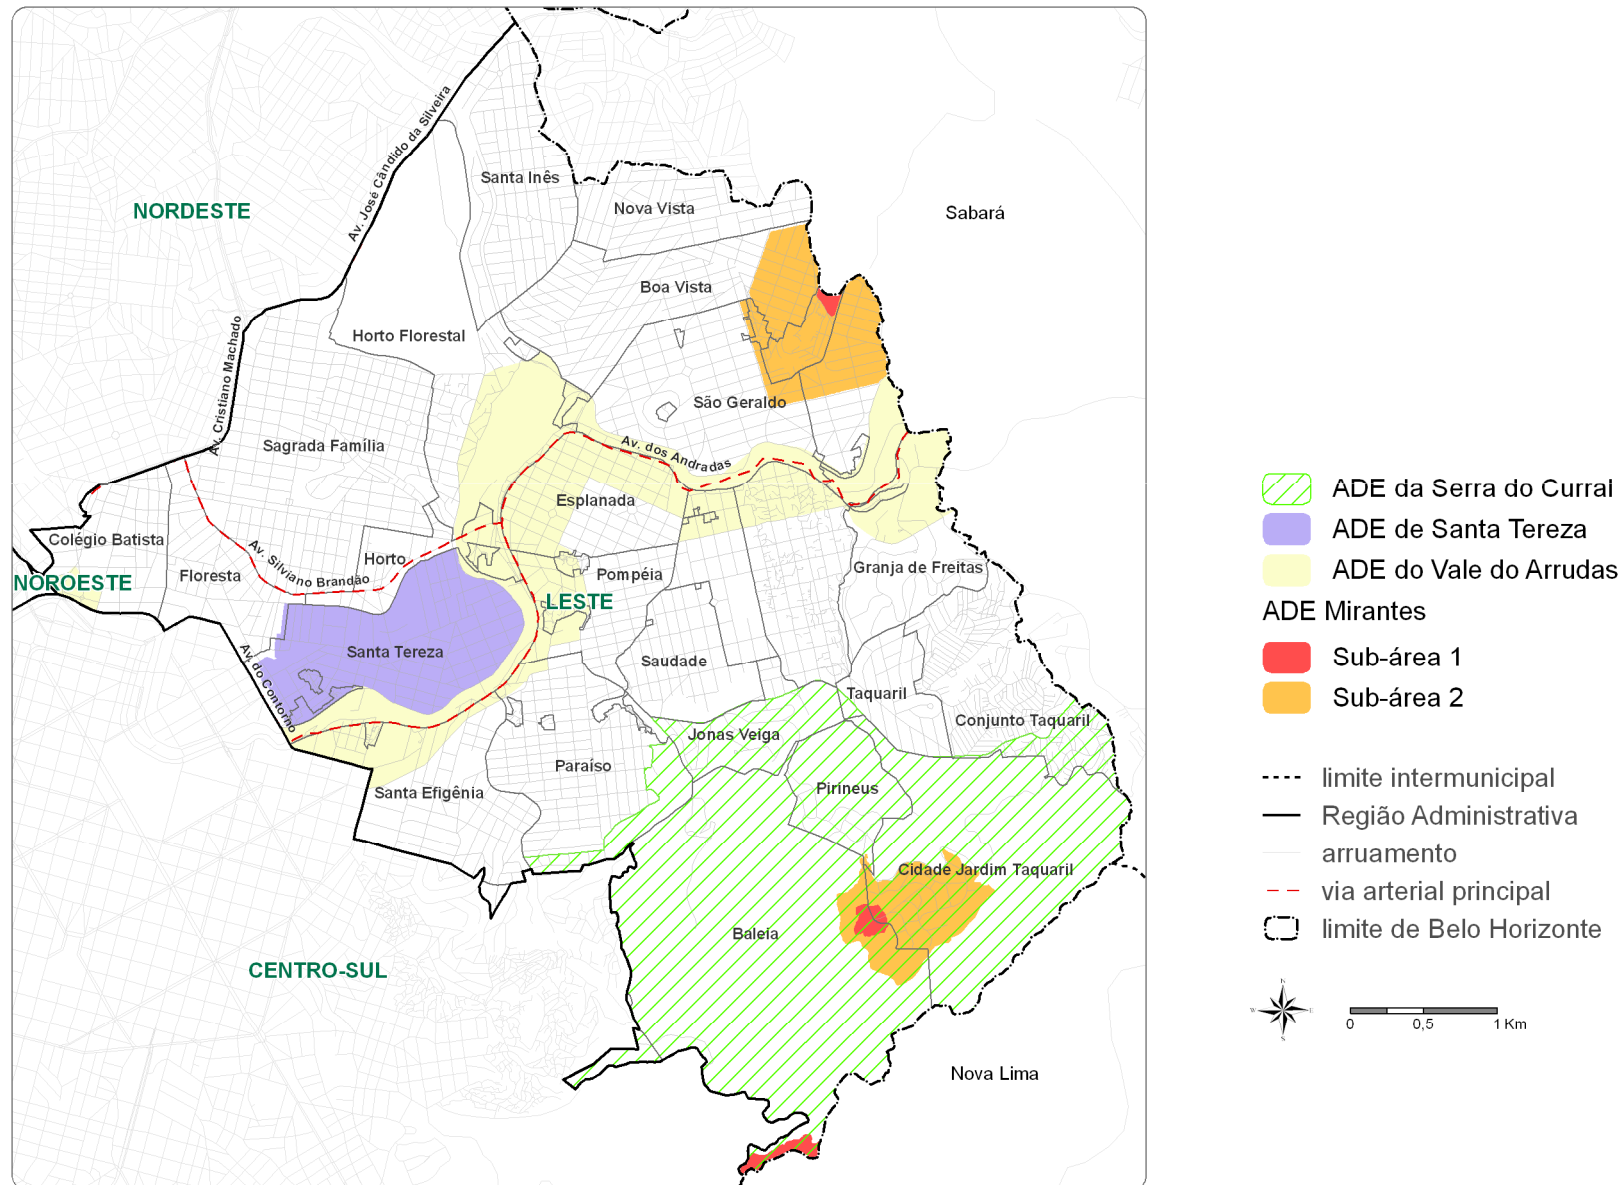 Av. José Cândido da Silveira
Santa Inês
NORDESTE
Nova Vista
Sabará
Boa Vista
Horto Florestal
Av. Cristiano Machado
São Geraldo
Sagrada Família
Av. dos Andradas
Esplanada
Colégio Batista
Av. Silviano Brandão
Horto
Floresta
NOROESTE
Pompéia
Granja de Freitas
LESTE
Santa Tereza
Saudade
Av. do Contorno
Taquaril
Conjunto Taquaril
Jonas Veiga
Paraíso
Pirineus
Santa Efigênia
Cidade Jardim Taquaril
Baleia
CENTRO-SUL
Nova Lima
ADE da Serra do Curral
ADE de Santa Tereza
ADE do Vale do Arrudas
ADE Mirantes
Sub-área 1
Sub-área 2
limite intermunicipal
Região Administrativa
arruamento
via arterial principal
limite de Belo Horizonte
N
W E
S
0 0,5 1 Km